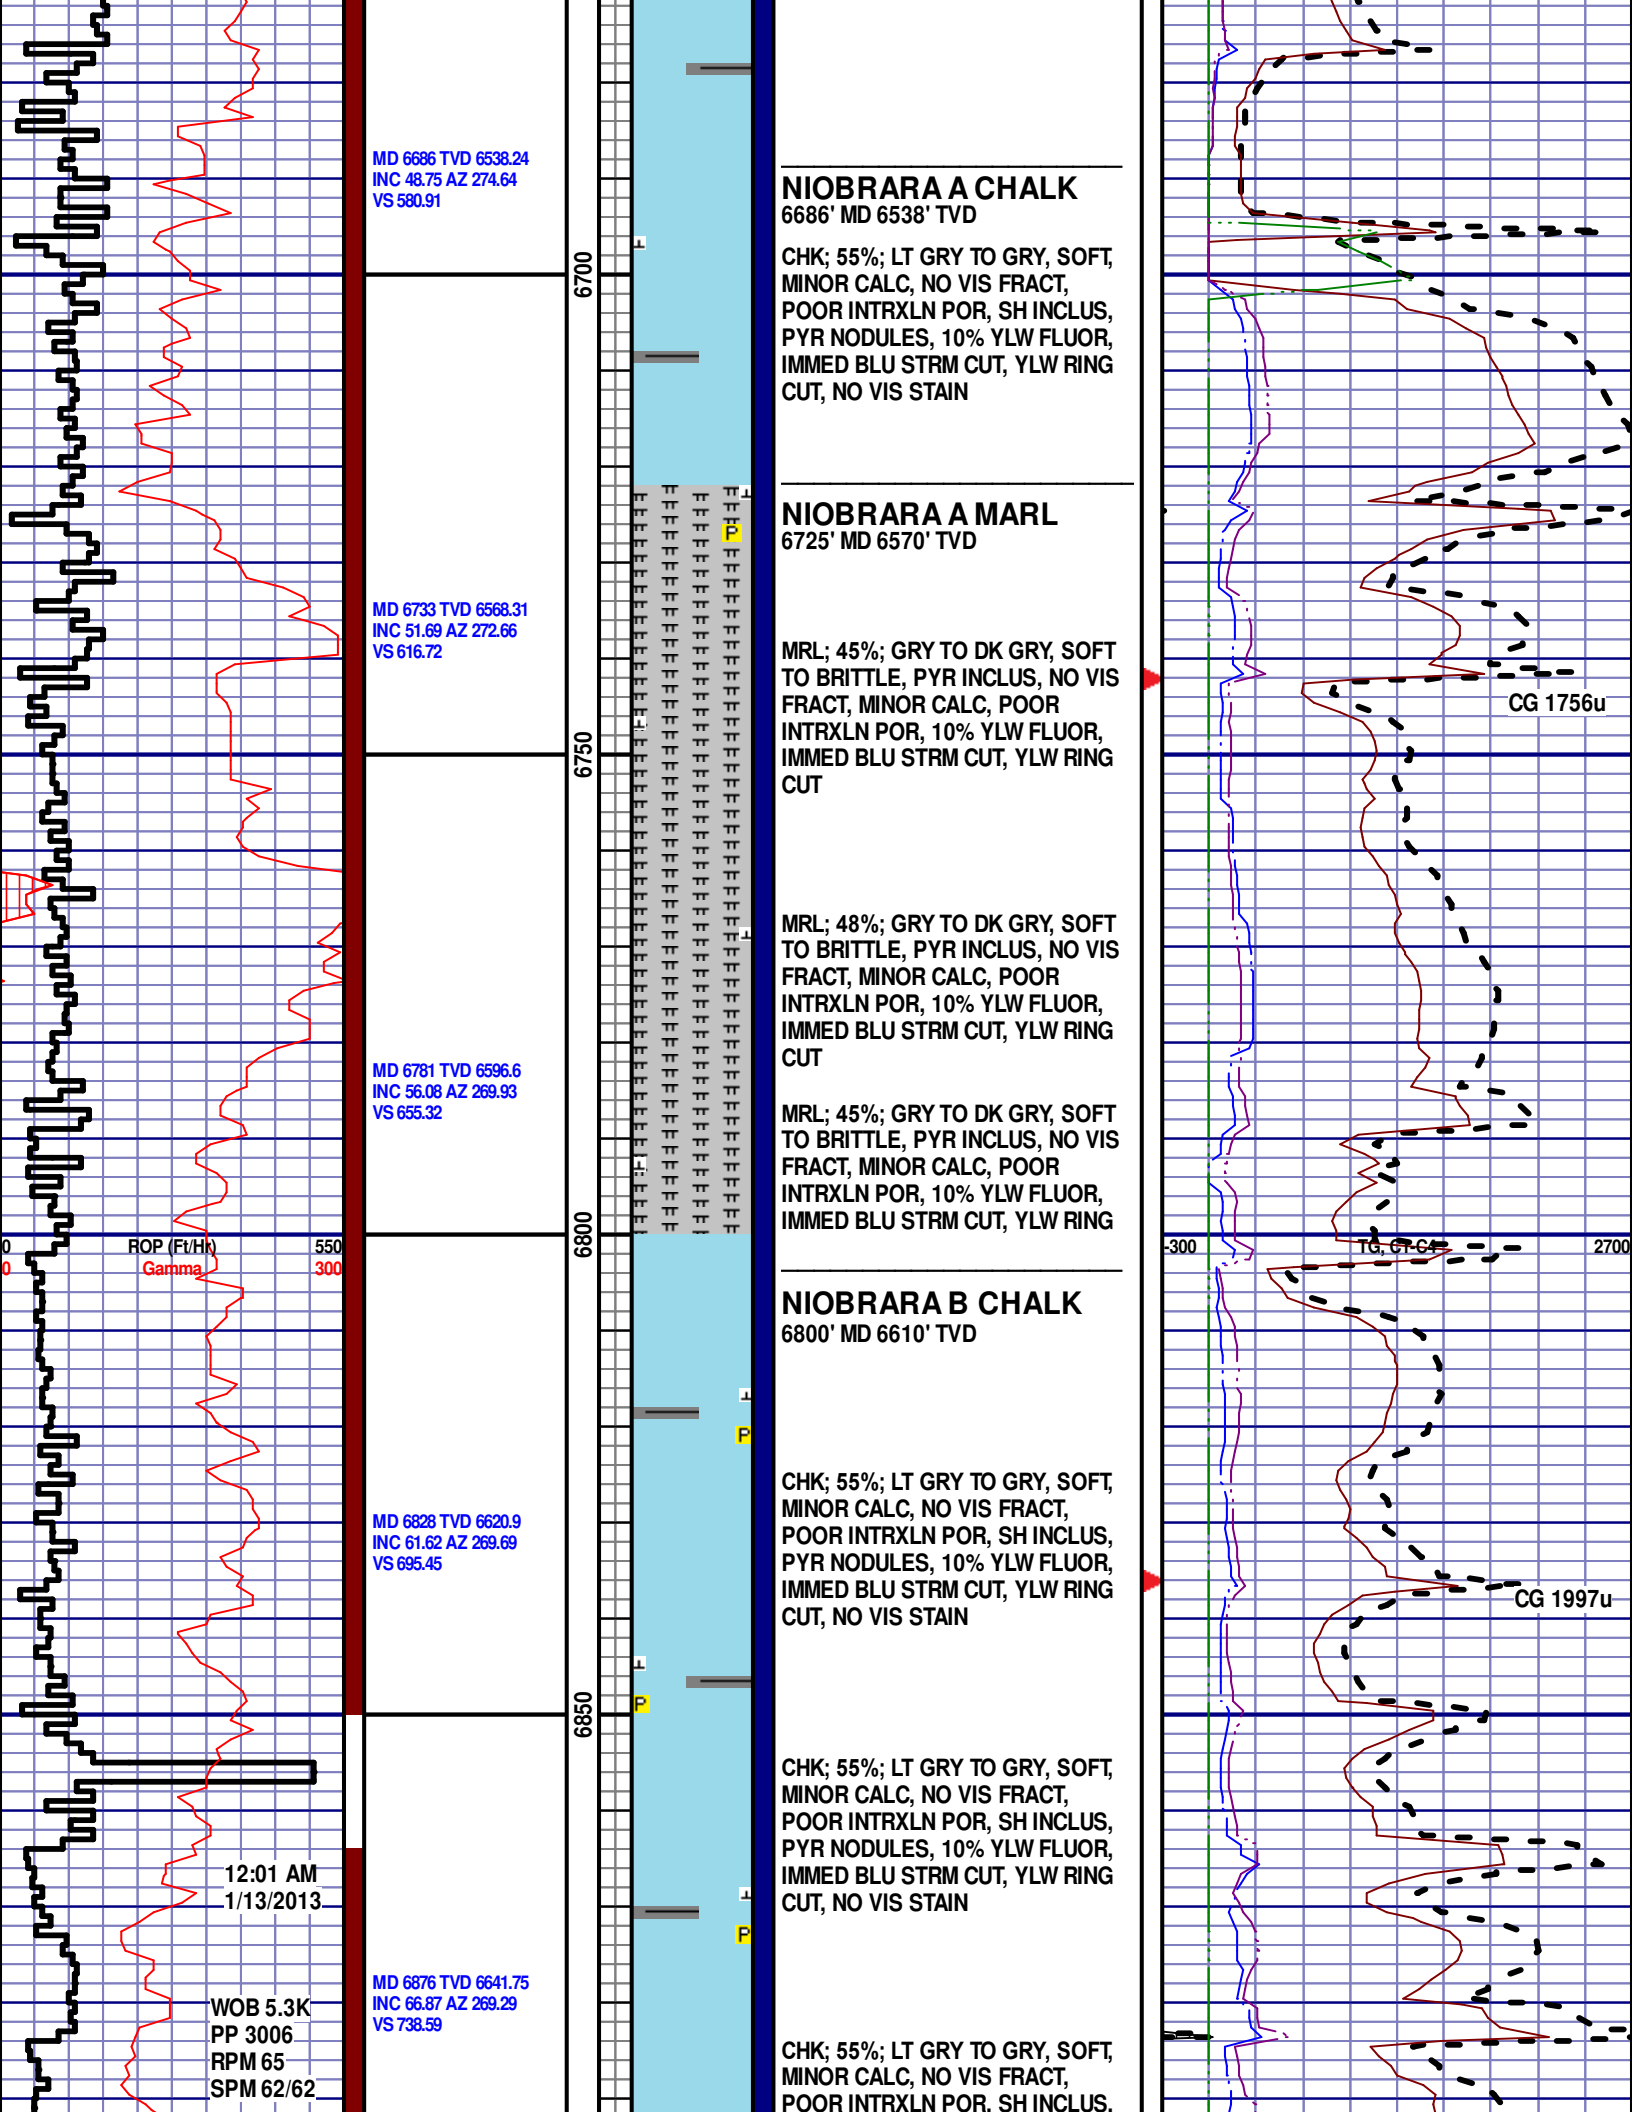 MD 6686 TVD 6538.24
INC 48.75 AZ 274.64
VS 580.91
NIOBRARA A CHALK
6686' MD 6538' TVD
CHK; 55%; LT GRY TO GRY, SOFT,
MINOR CALC, NO VIS FRACT,
POOR INTRXLN POR, SH INCLUS,
PYR NODULES, 10% YLW FLUOR,
IMMED BLU STRM CUT, YLW RING
CUT, NO VIS STAIN
6700
NIOBRARA A MARL
6725' MD 6570' TVD
P
MD 6733 TVD 6568.31
INC 51.69 AZ 272.66
VS 616.72
MRL; 45%; GRY TO DK GRY, SOFT
TO BRITTLE, PYR INCLUS, NO VIS
FRACT, MINOR CALC, POOR
INTRXLN POR, 10% YLW FLUOR,
IMMED BLU STRM CUT, YLW RING
CUT
CG 1756u
6750
MRL; 48%; GRY TO DK GRY, SOFT
TO BRITTLE, PYR INCLUS, NO VIS
FRACT, MINOR CALC, POOR
INTRXLN POR, 10% YLW FLUOR,
IMMED BLU STRM CUT, YLW RING
CUT
MD 6781 TVD 6596.6
INC 56.08 AZ 269.93
VS 655.32
MRL; 45%; GRY TO DK GRY, SOFT
TO BRITTLE, PYR INCLUS, NO VIS
FRACT, MINOR CALC, POOR
INTRXLN POR, 10% YLW FLUOR,
IMMED BLU STRM CUT, YLW RING
6800
0 ROP (Ft/Hr) 550
0 Gamma 300
-300 TG, C1-C4 2700
NIOBRARA B CHALK
6800' MD 6610' TVD
P
CHK; 55%; LT GRY TO GRY, SOFT,
MINOR CALC, NO VIS FRACT,
POOR INTRXLN POR, SH INCLUS,
PYR NODULES, 10% YLW FLUOR,
IMMED BLU STRM CUT, YLW RING
CUT, NO VIS STAIN
MD 6828 TVD 6620.9
INC 61.62 AZ 269.69
VS 695.45
CG 1997u
P
6850
CHK; 55%; LT GRY TO GRY, SOFT,
MINOR CALC, NO VIS FRACT,
POOR INTRXLN POR, SH INCLUS,
PYR NODULES, 10% YLW FLUOR,
IMMED BLU STRM CUT, YLW RING
CUT, NO VIS STAIN
12:01 AM
1/13/2013
P
MD 6876 TVD 6641.75
INC 66.87 AZ 269.29
VS 738.59
WOB 5.3K
PP 3006
RPM 65
SPM 62/62
CHK; 55%; LT GRY TO GRY, SOFT,
MINOR CALC, NO VIS FRACT,
POOR INTRXLN POR, SH INCLUS,